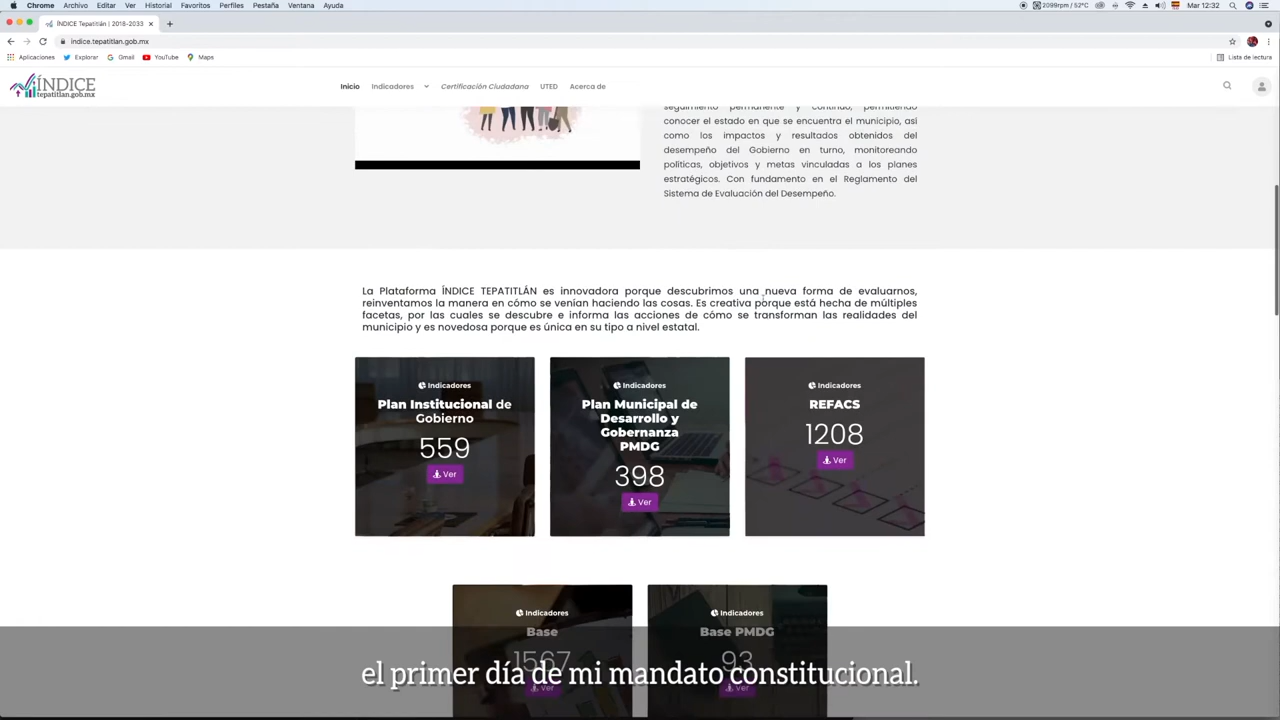 Chrome Archivo Editar Ver Historial Favoritos Perfiles Pestaña Ventana Ayuda
2099rpm / 52°C
Mar 12:32
ÍNDICE Tepatitlán | 2018-2033
indice.tepatitlan.gob.mx
Aplicaciones Explorar Gmail YouTube Maps
Lista de lectura
ÍNDICE
tepatitlan.gob.mx
Inicio Indicadores Certificación Ciudadana UTED Acerca de
seguimiento permanente y continuo, permitiendo
conocer el estado en que se encuentra el municipio, así
como los impactos y resultados obtenidos del
desempeño del Gobierno en turno, monitoreando
políticas, objetivos y metas vinculadas a los planes
estratégicos. Con fundamento en el Reglamento del
Sistema de Evaluación del Desempeño.
La Plataforma ÍNDICE TEPATITLÁN es innovadora porque descubrimos una nueva forma de evaluarnos,
reinventamos la manera en cómo se venían haciendo las cosas. Es creativa porque está hecha de múltiples
facetas, por las cuales se descubre e informa las acciones de cómo se transforman las realidades del
municipio y es novedosa porque es única en su tipo a nivel estatal.
Indicadores
Plan Institucional de
Gobierno
559
Ver
Indicadores
Plan Municipal de
Desarrollo y
Gobernanza
PMDG
398
Ver
Indicadores
REFACS
1208
Ver
Indicadores
Base
1567
Ver
Indicadores
Base PMDG
93
Ver
el primer día de mi mandato constitucional.